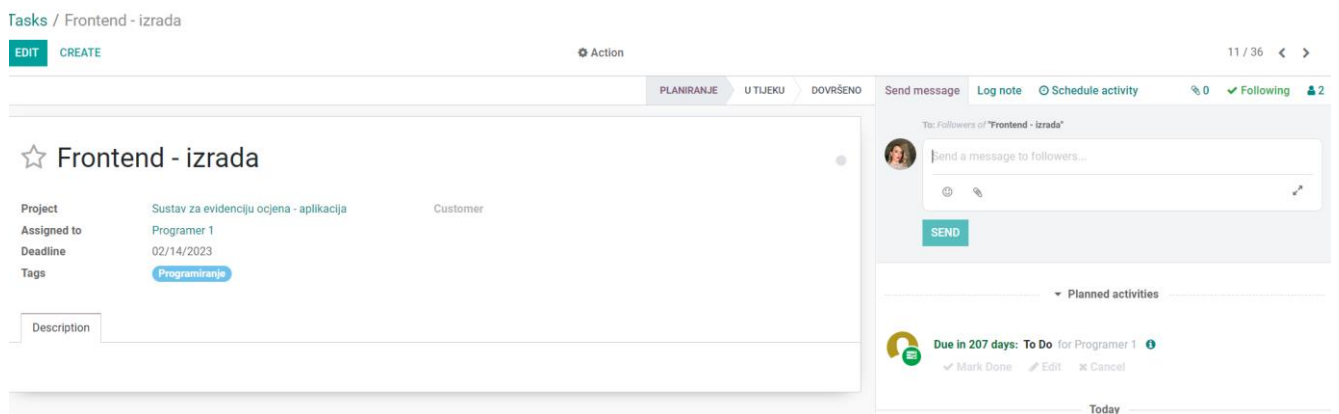 Tasks / Frontend - izrada
EDIT CREATE Action 11 / 36
PLANIRANJE U TIJEKU DOVRŠENO
Send message Log note Schedule activity 0 Following 2
To: Followers of "Frontend - izrada"
Send a message to followers...
SEND
Frontend - izrada
Project Sustav za evidenciju ocjena - aplikacija Customer
Assigned to Programer 1
Deadline 02/14/2023
Tags Programiranje
Description
Planned activities
Due in 207 days: To Do for Programer 1
Mark Done Edit Cancel
Today